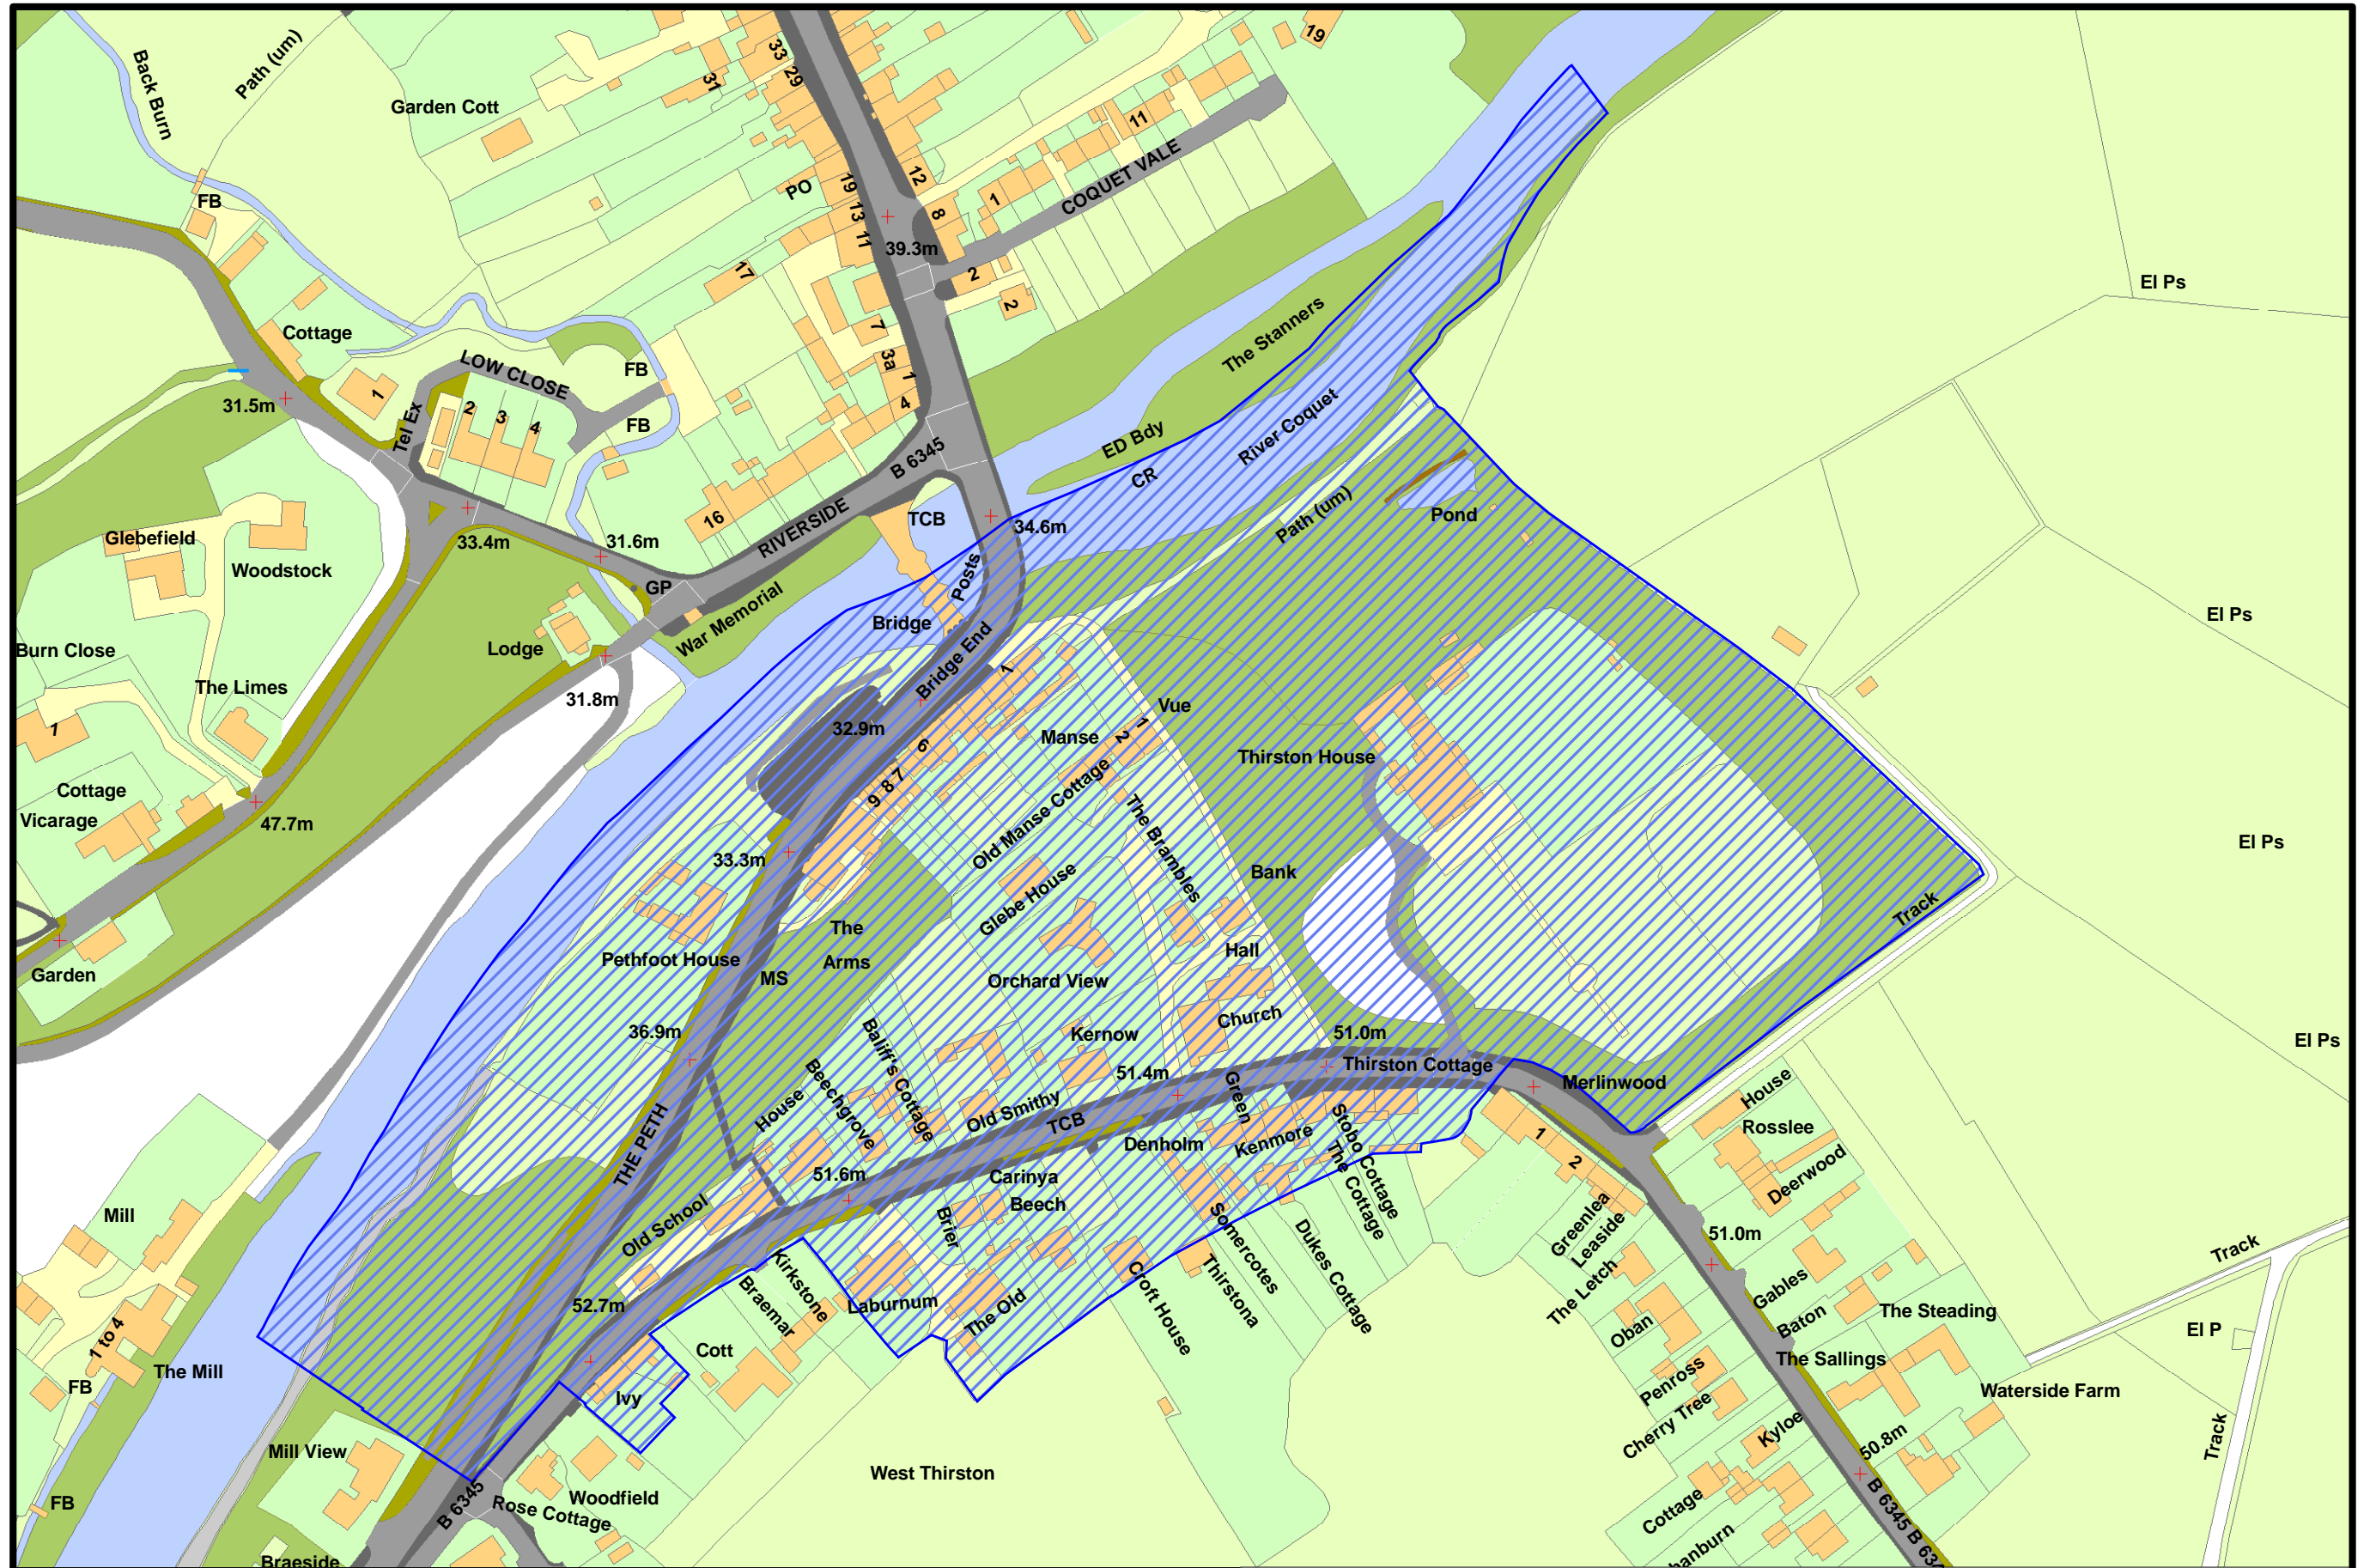 Back Burn
Path (um)
Garden Cott
33
29
31
19
11
FB
PO
19
13
11
12
8
1
COQUET VALE
39.3m
2
2
17
7
3a
1
4
El Ps
Cottage
LOW CLOSE
FB
FB
1
Tel Ex
2
3
4
31.5m
The Stanners
ED Bdy
CR
River Coquet
B 6345
RIVERSIDE
16
TCB
34.6m
Posts
Path (um)
Pond
33.4m
31.6m
GP
War Memorial
Glebefield
Woodstock
Lodge
31.8m
Burn Close
The Limes
1
Bridge
Bridge End
1
El Ps
32.9m
6
Manse
1
2
Vue
Thirston House
Cottage
Vicarage
47.7m
9 8 7
33.3m
Old Manse Cottage
The Brambles
Bank
El Ps
Glebe House
Garden
Pethfoot House
MS
The
Arms
Orchard View
Hall
Church
Track
36.9m
Kernow
51.0m
El Ps
Baliff's Cottage
Beechgrove
House
Old Smithy
TCB
51.4m
Green
Thirston Cottage
Merlinwood
House
Rosslee
Deerwood
THE PETH
Denholm
Kenmore
Stobo Cottage
The Cottage
1
2
51.6m
Carinya
Beech
Brier
Old School
Mill
Somercotes
Dukes Cottage
Greenlea
Leaside
The Letch
51.0m
Track
Kirkstone
Braemar
Laburnum
The Old
Croft House
Thirstona
Gables
Baton
The Steading
52.7m
Cott
Oban
El P
1 to 4
The Mill
FB
Ivy
Penross
The Sallings
Waterside Farm
Cherry Tree
Kyloe
50.8m
Track
Mill View
West Thirston
FB
B 6345
Rose Cottage
Woodfield
Cottage
B 6345 B 634
hanburn
Braeside